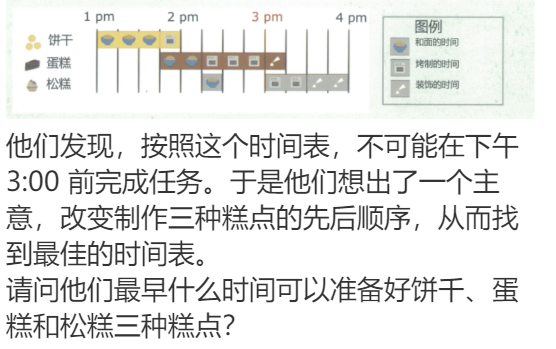 1 pm 2 pm 3 pm 4 pm
图例
饼干
和面的时间
蛋糕
烤制的时间
松糕
装饰的时间
他们发现，按照这个时间表，不可能在下午
3:00 前完成任务。于是他们想出了一个主
意，改变制作三种糕点的先后顺序，从而找
到最佳的时间表。
请问他们最早什么时间可以准备好饼干、蛋
糕和松糕三种糕点？